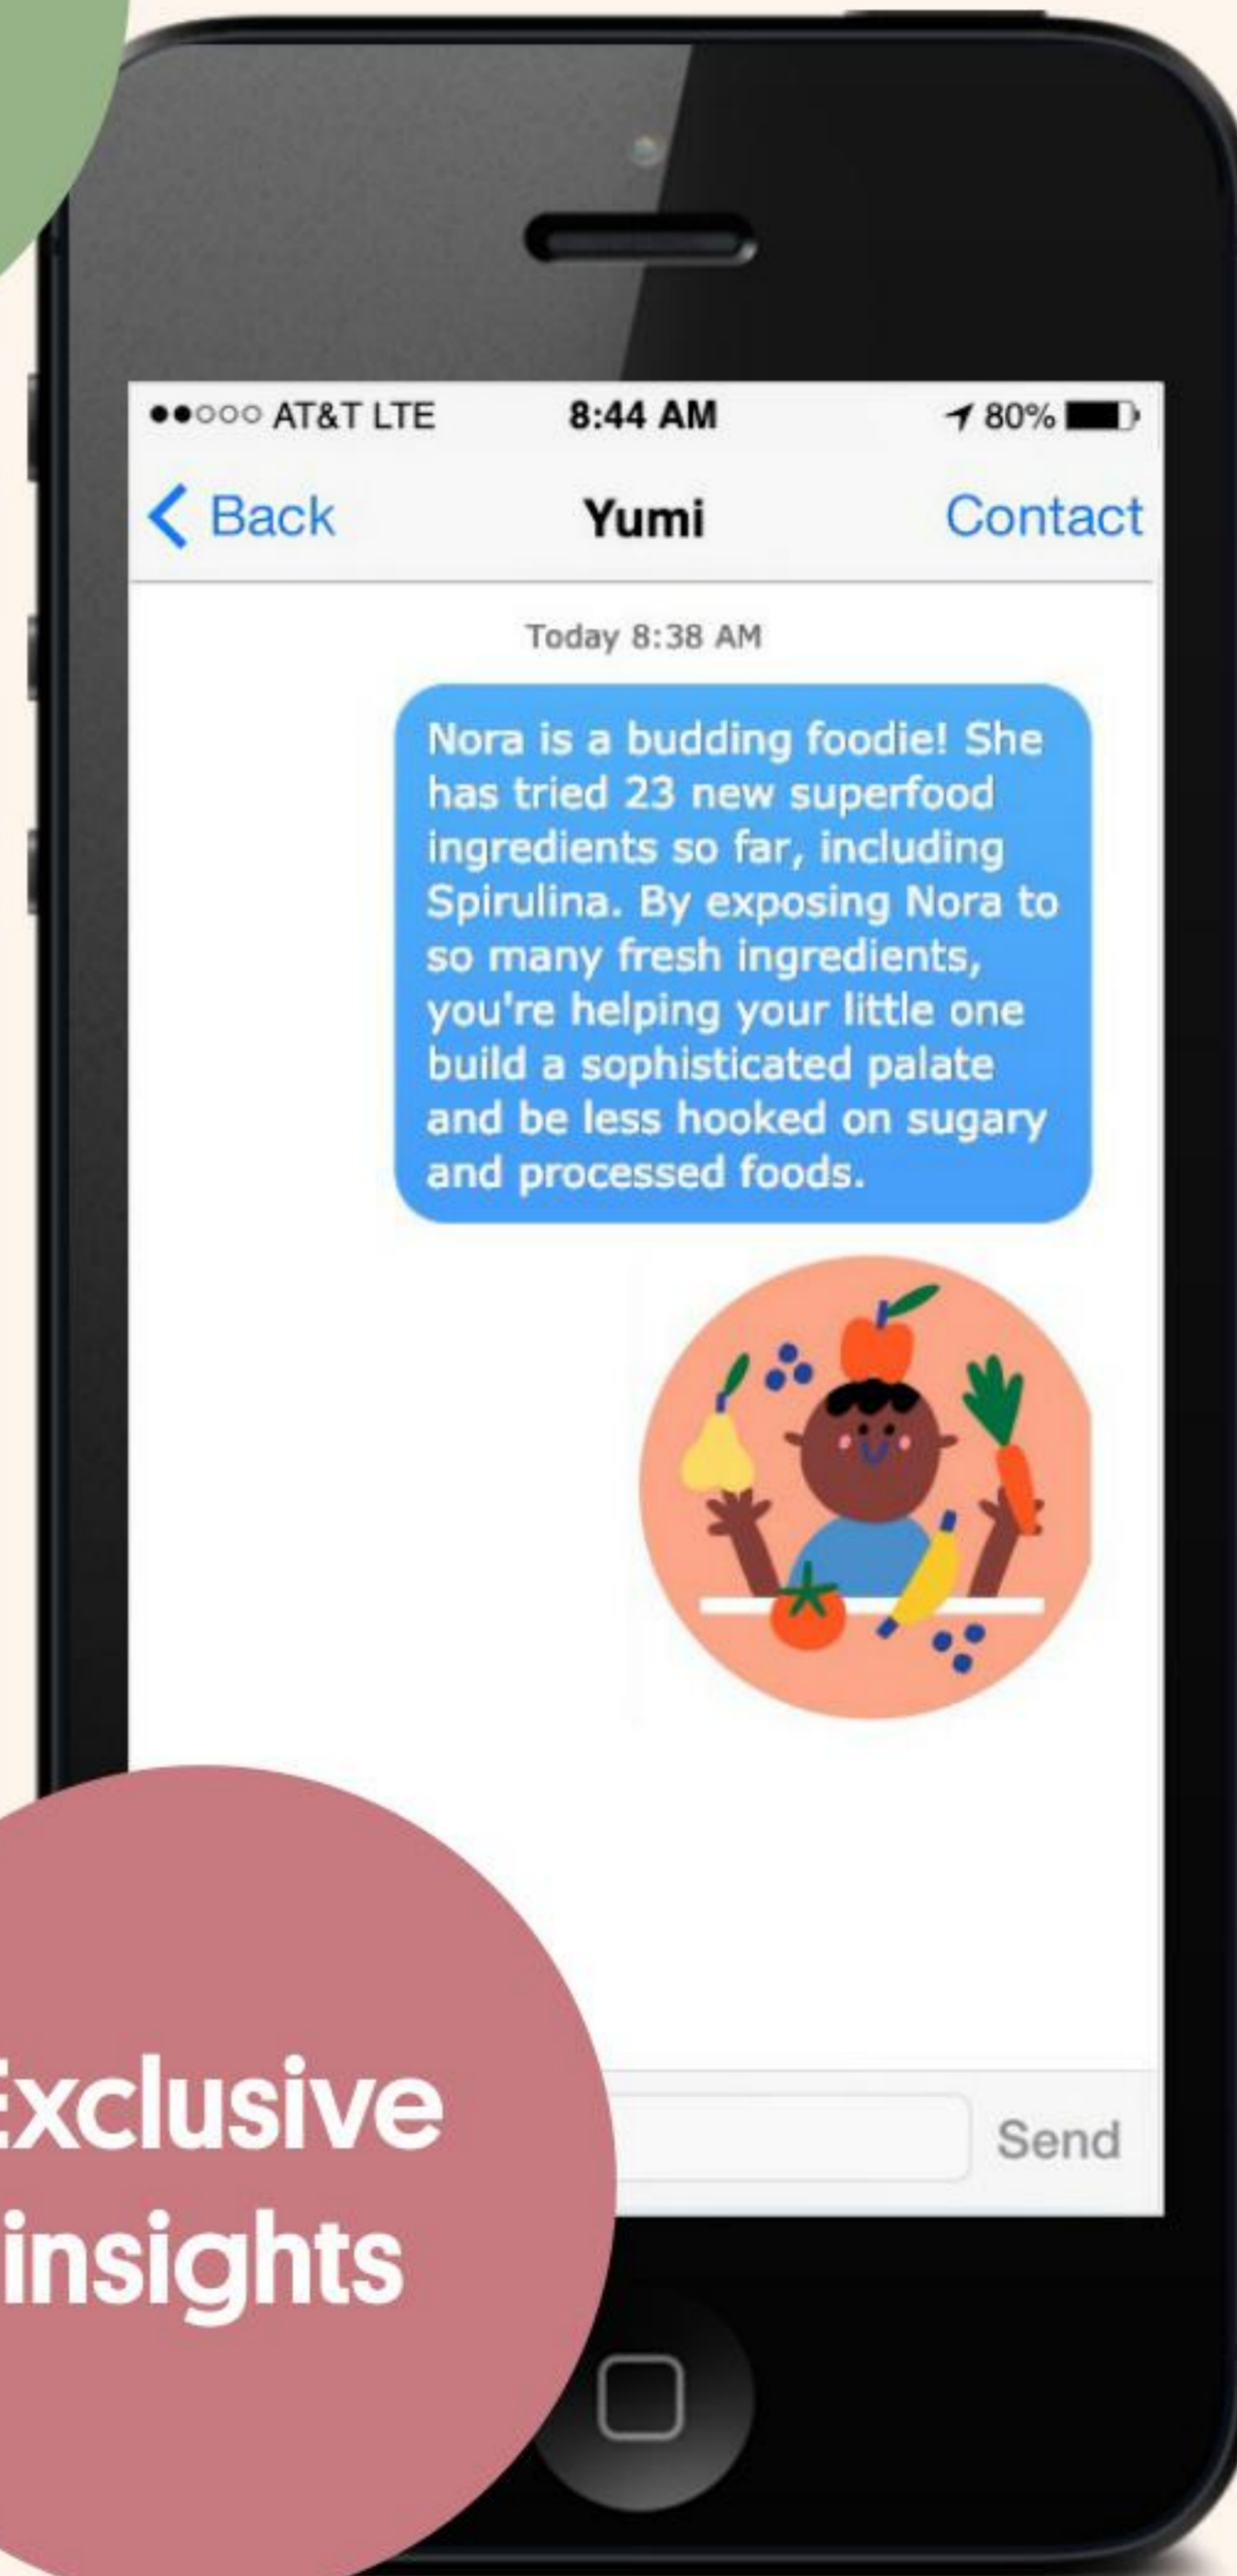 AT&T LTE 8:44 AM 80%
Back Yumi Contact
Today 8:38 AM
Nora is a budding foodie! She
has tried 23 new superfood
ingredients so far, including
Spirulina. By exposing Nora to
so many fresh ingredients,
you're helping your little one
build a sophisticated palate
and be less hooked on sugary
and processed foods.
Send
Exclusive
insights